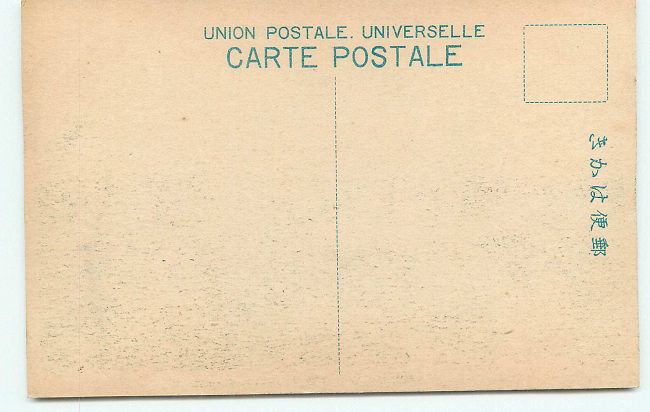 UNION POSTALE. UNIVERSELLE
CARTE POSTALE
郵便はかき